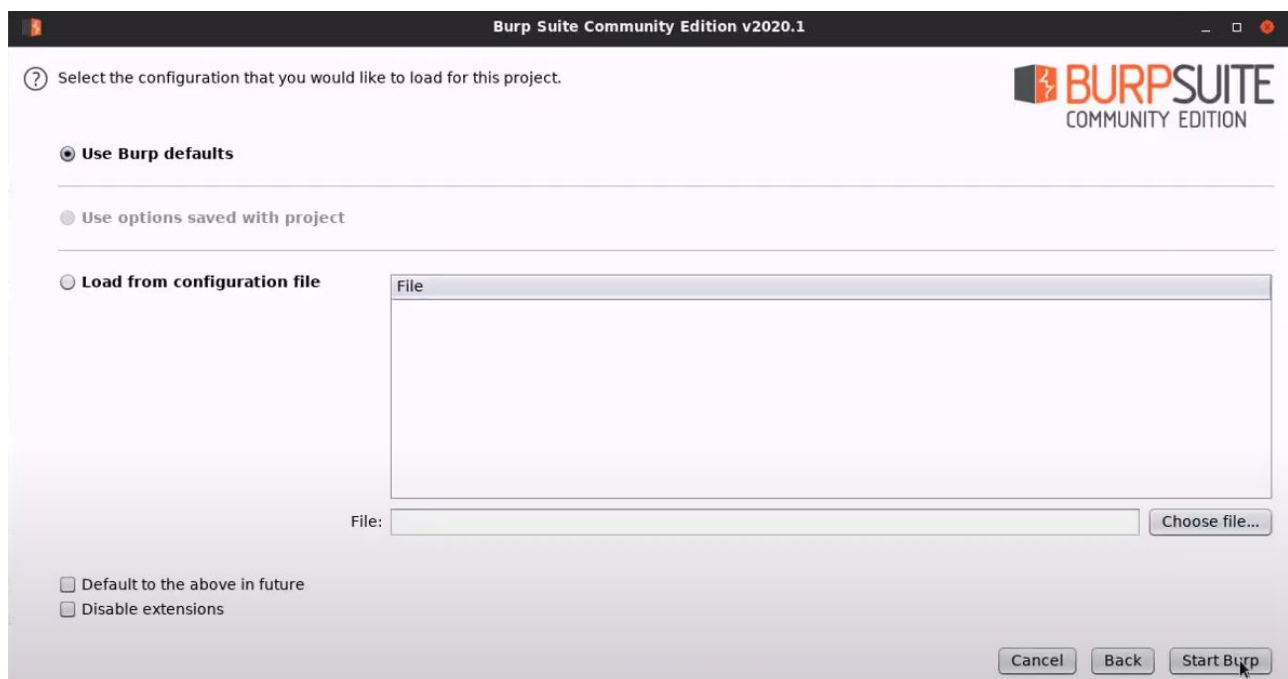 Burp Suite Community Edition v2020.1
? Select the configuration that you would like to load for this project.
BURPSUITE
COMMUNITY EDITION
Use Burp defaults
Use options saved with project
Load from configuration file
File
File:
Choose file...
Default to the above in future
Disable extensions
Cancel Back Start Burp